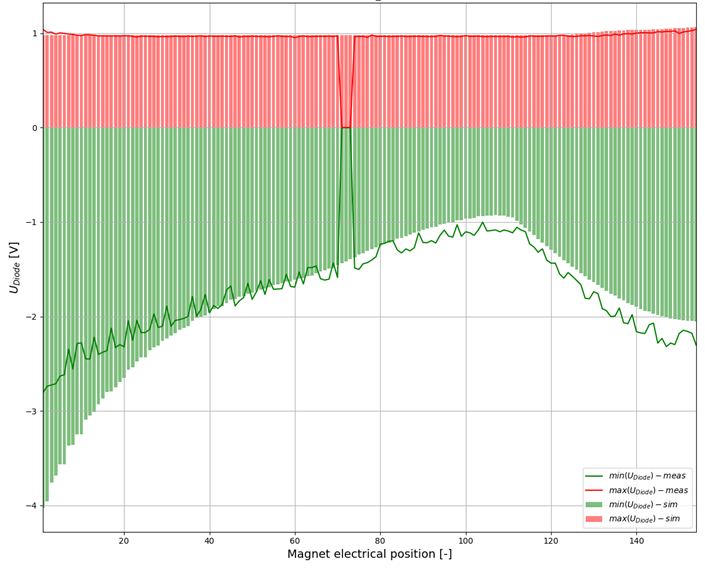 1
0
−1
−2
−3
−4
U_Diode [V]
20
40
60
80
100
120
140
Magnet electrical position [-]
min(U_Diode) − meas
max(U_Diode) − meas
min(U_Diode) − sim
max(U_Diode) − sim